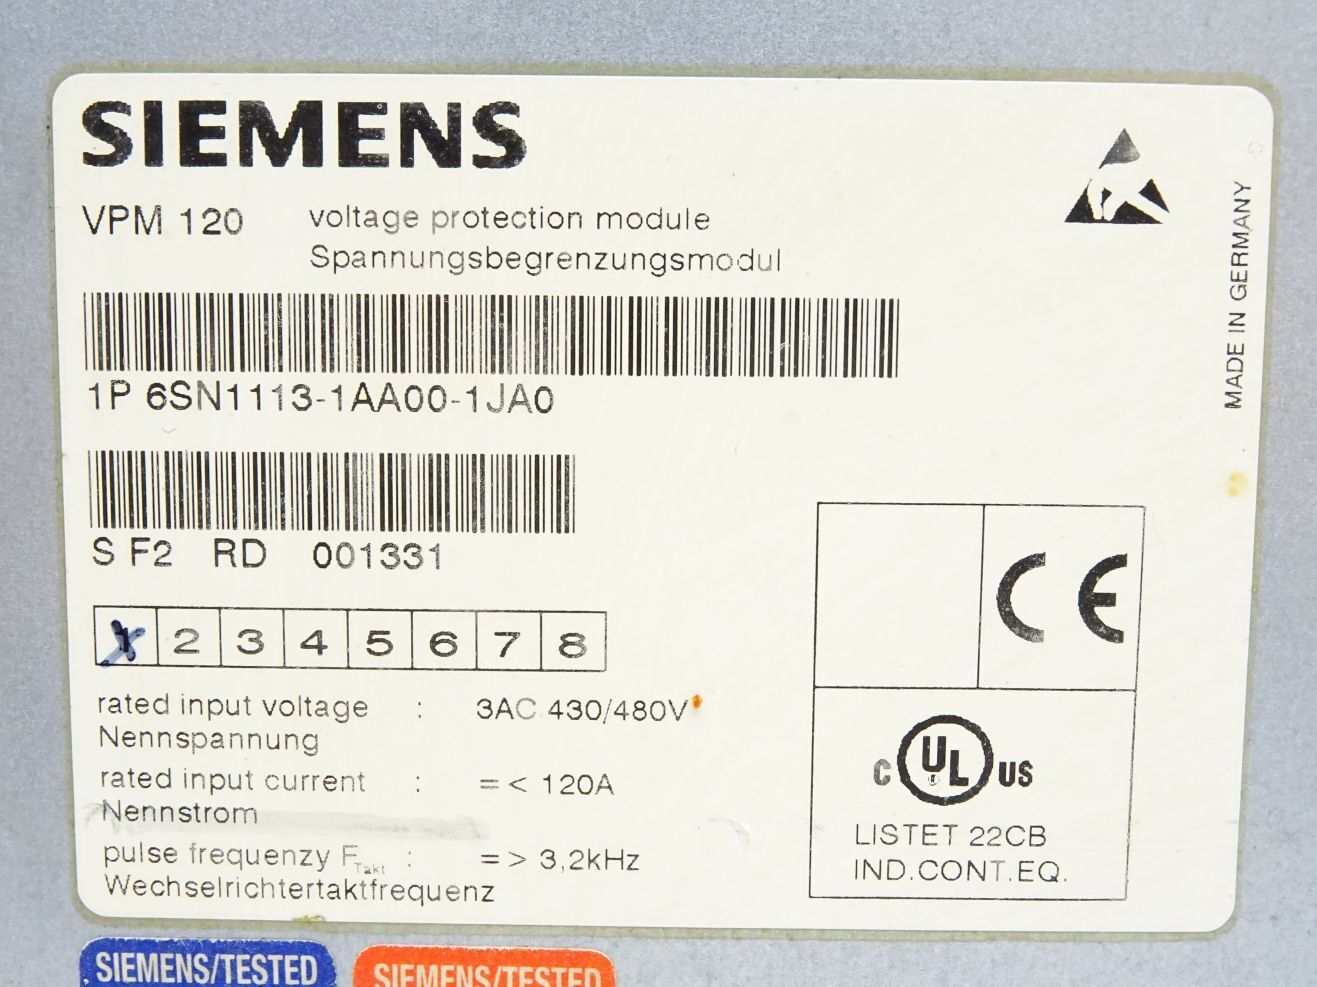 SIEMENS
VPM 120 voltage protection module
Spannungsbegrenzungsmodul
MADE IN GERMANY
1P 6SN1113-1AA00-1JA0
S F2 RD 001331
1 2 3 4 5 6 7 8
rated input voltage : 3AC 430/480V
Nennspannung
rated input current : =< 120A
Nennstrom
pulse frequenzy FTakt : => 3,2kHz
Wechselrichtertaktfrequenz
CE
C UL US
LISTET 22CB
IND.CONT.EQ.
SIEMENS/TESTED
SIEMENS/TESTED